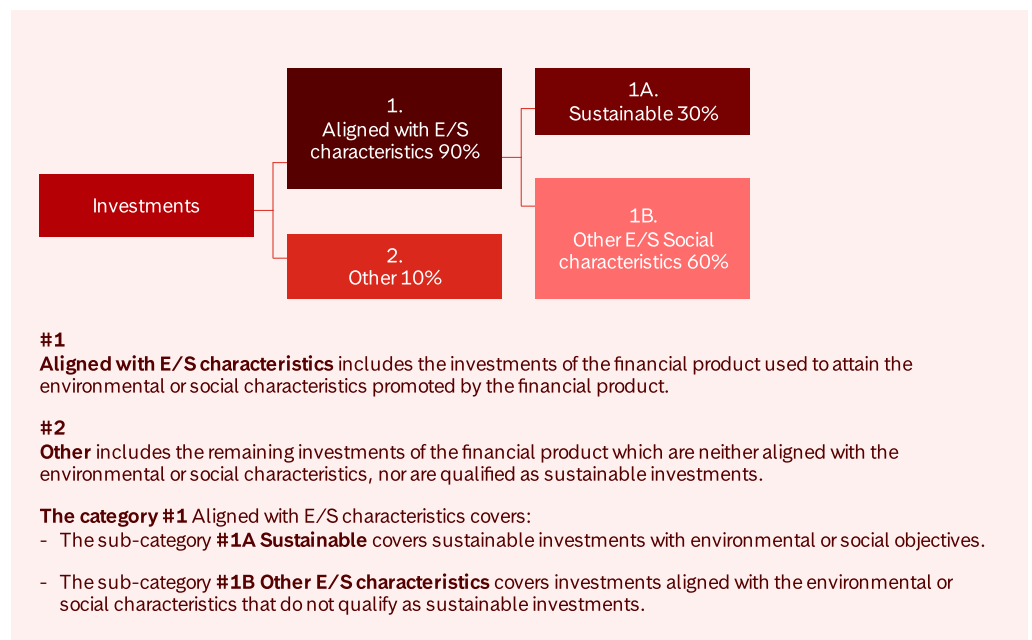 1.
Aligned with E/S
characteristics 90%
1A.
Sustainable 30%
Investments
1B.
Other E/S Social
characteristics 60%
2.
Other 10%
#1
Aligned with E/S characteristics includes the investments of the financial product used to attain the
environmental or social characteristics promoted by the financial product.
#2
Other includes the remaining investments of the financial product which are neither aligned with the
environmental or social characteristics, nor are qualified as sustainable investments.
The category #1 Aligned with E/S characteristics covers:
- The sub-category #1A Sustainable covers sustainable investments with environmental or social objectives.
- The sub-category #1B Other E/S characteristics covers investments aligned with the environmental or
social characteristics that do not qualify as sustainable investments.